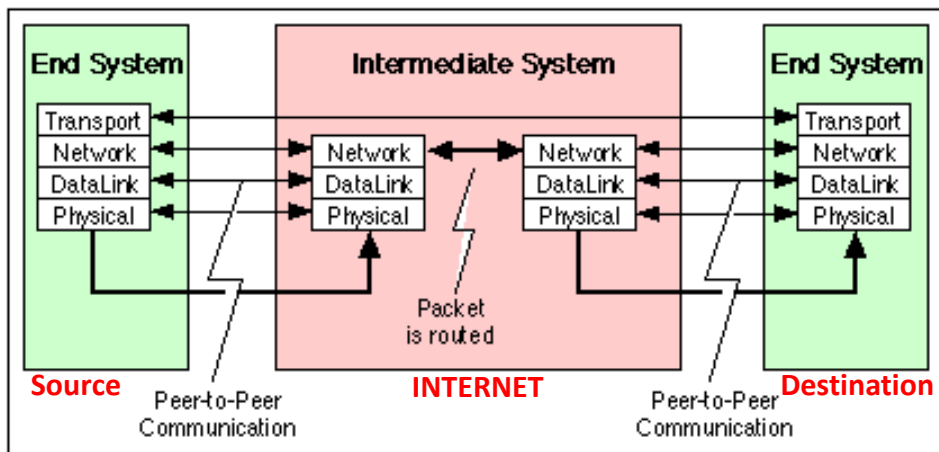 End System
Intermediate System
End System
Transport
Network
DataLink
Physical
Network
DataLink
Physical
Network
DataLink
Physical
Transport
Network
DataLink
Physical
Packet
is routed
Source
INTERNET
Destination
Peer-to-Peer
Communication
Peer-to-Peer
Communication